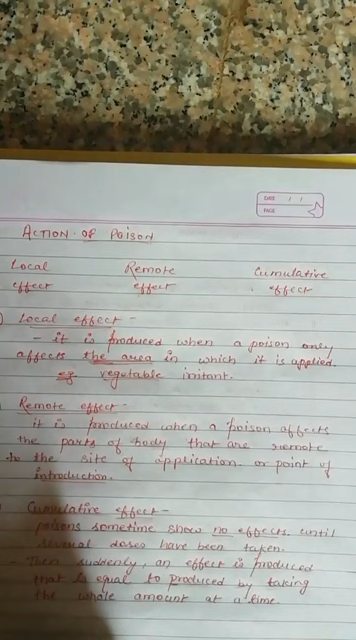 DATE / /
PAGE
ACTION OF POISON
Local Remote Cumulative
effect effect effect
) Local effect -
- it is produced when a poison only
affects the area in which it is applied.
eg vegetable irritant.
Remote effect -
it is produced when a poison affects
the parts of body that are remote
to the site of application or point of
introduction.
) Cumulative effect -
poisons sometime show no effects until
several doses have been taken.
- Then suddenly, an effect is produced
that is equal to produced by taking
the whole amount at a time.